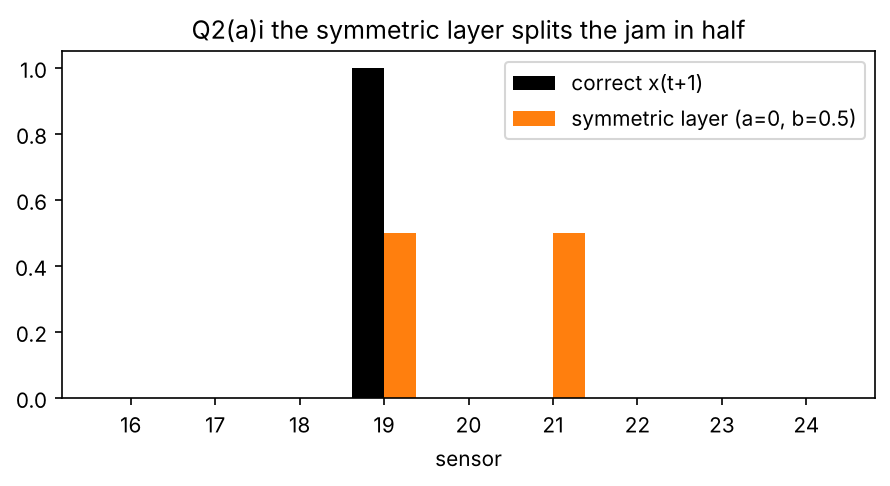 Q2(a)i the symmetric layer splits the jam in half
correct x(t+1)
symmetric layer (a=0, b=0.5)
1.0
0.8
0.6
0.4
0.2
0.0
16 17 18 19 20 21 22 23 24
sensor